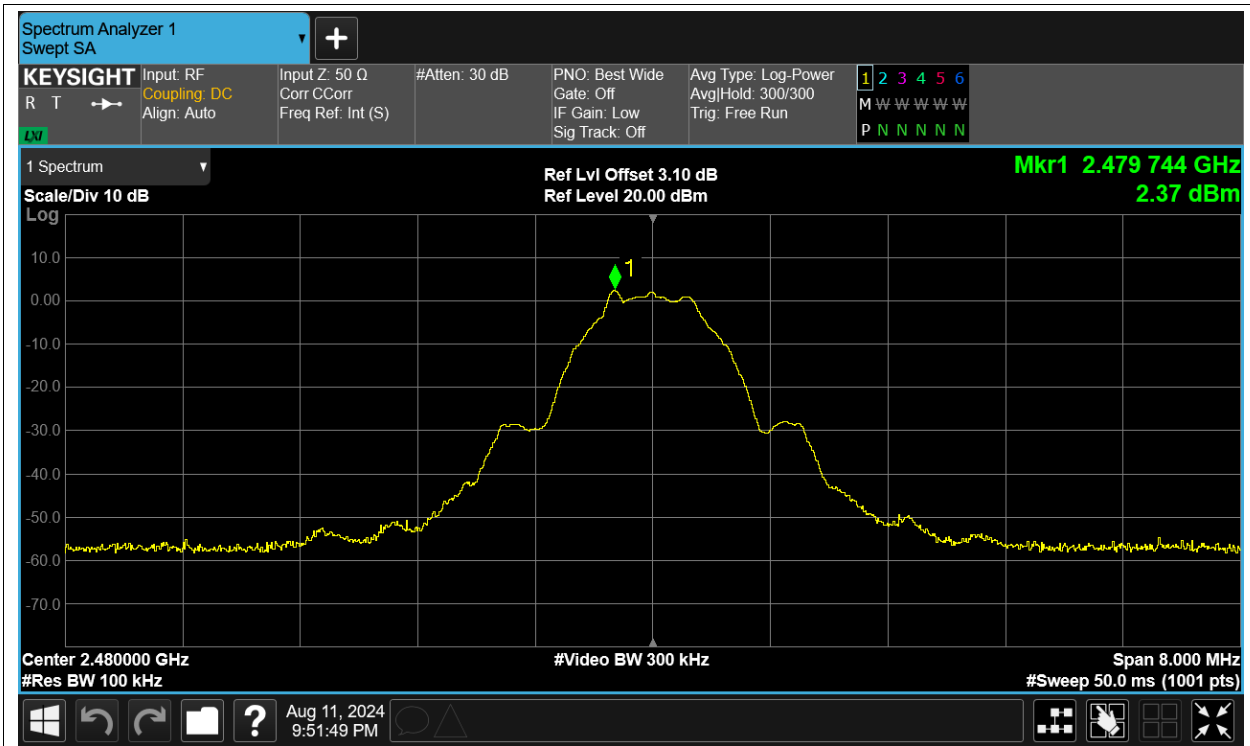 Spectrum Analyzer 1
Swept SA
KEYSIGHT
R T
LXI
Input: RF
Coupling: DC
Align: Auto
Input Z: 50 Ω
Corr CCorr
Freq Ref: Int (S)
#Atten: 30 dB
PNO: Best Wide
Gate: Off
IF Gain: Low
Sig Track: Off
Avg Type: Log-Power
Avg|Hold: 300/300
Trig: Free Run
1 2 3 4 5 6
M W W W W W
P N N N N N
1 Spectrum
Scale/Div 10 dB
Log
Ref Lvl Offset 3.10 dB
Ref Level 20.00 dBm
Mkr1 2.479 744 GHz
2.37 dBm
1
10.0
0.00
-10.0
-20.0
-30.0
-40.0
-50.0
-60.0
-70.0
Center 2.480000 GHz
#Video BW 300 kHz
Span 8.000 MHz
#Res BW 100 kHz
#Sweep 50.0 ms (1001 pts)
?
Aug 11, 2024
9:51:49 PM